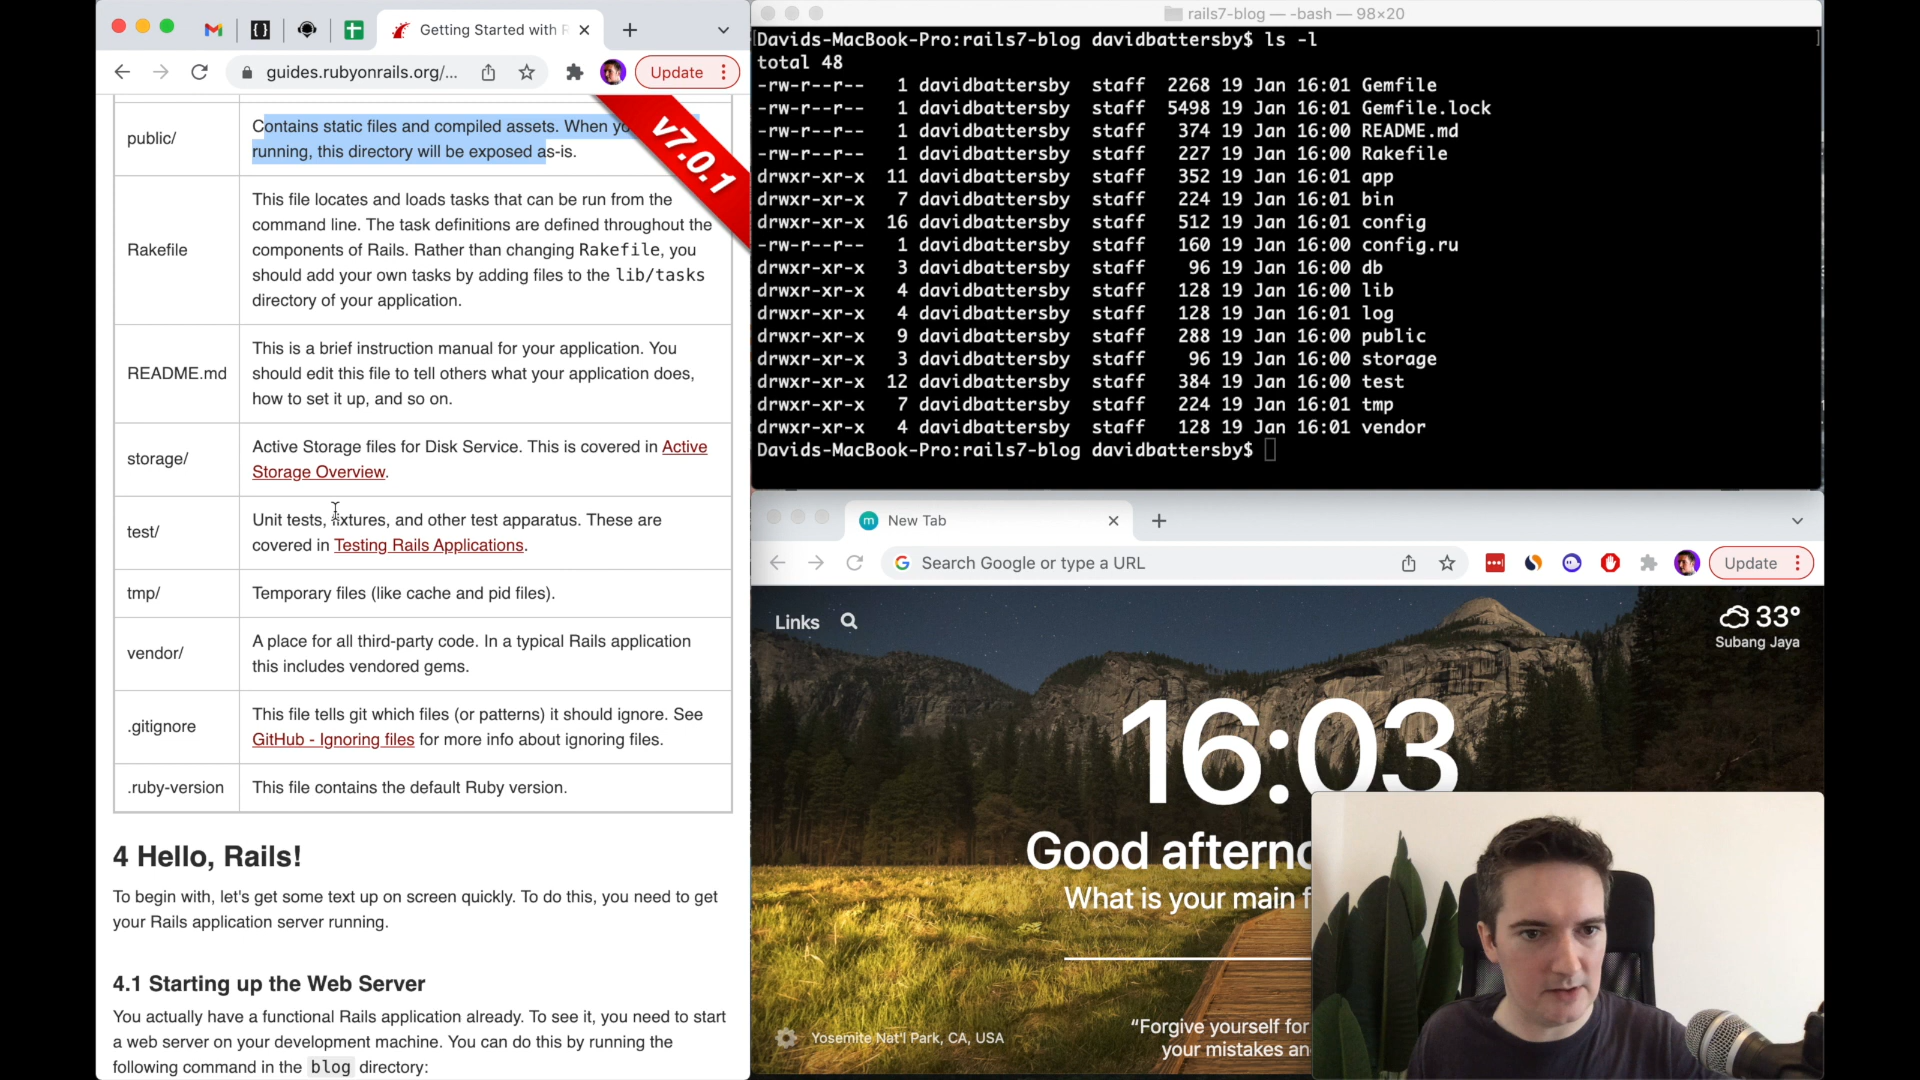 Getting Started with R
guides.rubyonrails.org/...
Update
v7.0.1
public/
Contains static files and compiled assets. When yo
running, this directory will be exposed as-is.
Rakefile
This file locates and loads tasks that can be run from the
command line. The task definitions are defined throughout the
components of Rails. Rather than changing Rakefile, you
should add your own tasks by adding files to the lib/tasks
directory of your application.
README.md
This is a brief instruction manual for your application. You
should edit this file to tell others what your application does,
how to set it up, and so on.
storage/
Active Storage files for Disk Service. This is covered in Active
Storage Overview.
test/
Unit tests, fixtures, and other test apparatus. These are
covered in Testing Rails Applications.
tmp/
Temporary files (like cache and pid files).
vendor/
A place for all third-party code. In a typical Rails application
this includes vendored gems.
.gitignore
This file tells git which files (or patterns) it should ignore. See
GitHub - Ignoring files for more info about ignoring files.
.ruby-version
This file contains the default Ruby version.
4 Hello, Rails!
To begin with, let's get some text up on screen quickly. To do this, you need to get
your Rails application server running.
4.1 Starting up the Web Server
You actually have a functional Rails application already. To see it, you need to start
a web server on your development machine. You can do this by running the
following command in the blog directory:
rails7-blog — -bash — 98×20
[Davids-MacBook-Pro:rails7-blog davidbattersby$ ls -l ]
total 48
-rw-r--r-- 1 davidbattersby staff 2268 19 Jan 16:01 Gemfile
-rw-r--r-- 1 davidbattersby staff 5498 19 Jan 16:01 Gemfile.lock
-rw-r--r-- 1 davidbattersby staff 374 19 Jan 16:00 README.md
-rw-r--r-- 1 davidbattersby staff 227 19 Jan 16:00 Rakefile
drwxr-xr-x 11 davidbattersby staff 352 19 Jan 16:00 app
drwxr-xr-x 7 davidbattersby staff 224 19 Jan 16:00 bin
drwxr-xr-x 16 davidbattersby staff 512 19 Jan 16:00 config
-rw-r--r-- 1 davidbattersby staff 160 19 Jan 16:00 config.ru
drwxr-xr-x 3 davidbattersby staff 96 19 Jan 16:00 db
drwxr-xr-x 4 davidbattersby staff 128 19 Jan 16:00 lib
drwxr-xr-x 4 davidbattersby staff 128 19 Jan 16:01 log
drwxr-xr-x 9 davidbattersby staff 288 19 Jan 16:00 public
drwxr-xr-x 3 davidbattersby staff 96 19 Jan 16:00 storage
drwxr-xr-x 12 davidbattersby staff 384 19 Jan 16:00 test
drwxr-xr-x 7 davidbattersby staff 224 19 Jan 16:01 tmp
drwxr-xr-x 4 davidbattersby staff 128 19 Jan 16:01 vendor
Davids-MacBook-Pro:rails7-blog davidbattersby$
m New Tab
Search Google or type a URL
Update
Links
33°
Subang Jaya
16:03
Good afterno
What is your main f
Yosemite Nat'l Park, CA, USA
“Forgive yourself for
your mistakes an